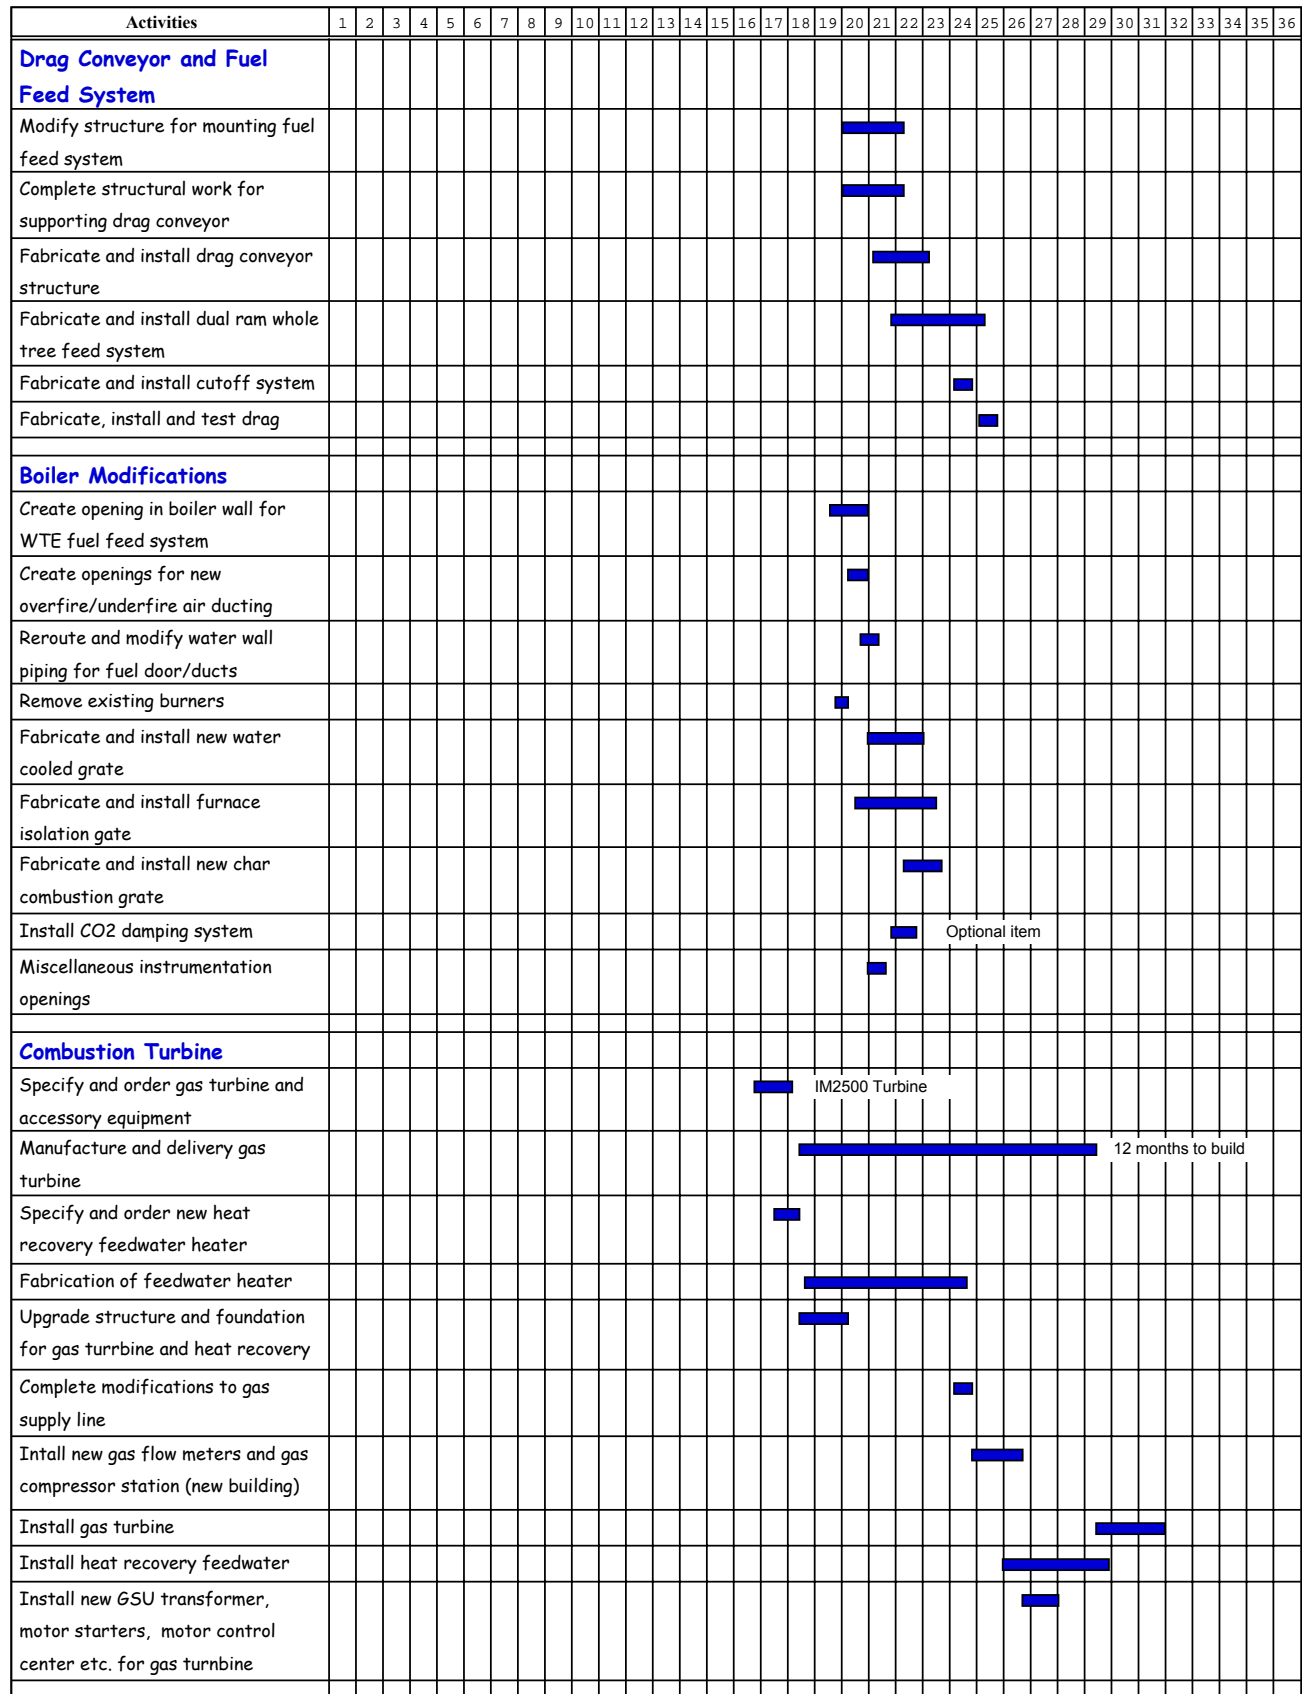 Activities 1 2 3 4 5 6 7 8 9 10 11 12 13 14 15 16 17 18 19 20 21 22 23 24 25 26 27 28 29 30 31 32 33 34 35 36
Drag Conveyor and Fuel
Feed System
Modify structure for mounting fuel
feed system
Complete structural work for
supporting drag conveyor
Fabricate and install drag conveyor
structure
Fabricate and install dual ram whole
tree feed system
Fabricate and install cutoff system
Fabricate, install and test drag
Boiler Modifications
Create opening in boiler wall for
WTE fuel feed system
Create openings for new
overfire/underfire air ducting
Reroute and modify water wall
piping for fuel door/ducts
Remove existing burners
Fabricate and install new water
cooled grate
Fabricate and install furnace
isolation gate
Fabricate and install new char
combustion grate
Install CO2 damping system Optional item
Miscellaneous instrumentation
openings
Combustion Turbine
Specify and order gas turbine and IM2500 Turbine
accessory equipment
Manufacture and delivery gas 12 months to build
turbine
Specify and order new heat
recovery feedwater heater
Fabrication of feedwater heater
Upgrade structure and foundation
for gas turrbine and heat recovery
Complete modifications to gas
supply line
Intall new gas flow meters and gas
compressor station (new building)
Install gas turbine
Install heat recovery feedwater
Install new GSU transformer,
motor starters, motor control
center etc. for gas turnbine